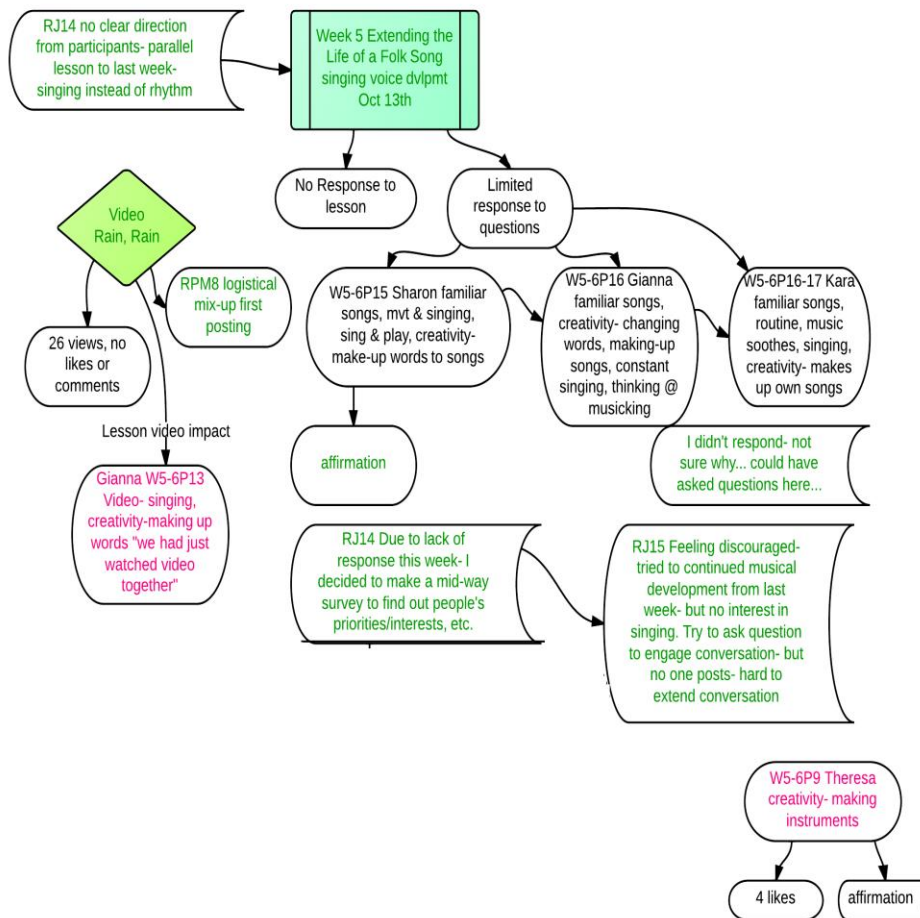 RJ14 no clear direction
from participants- parallel
lesson to last week-
singing instead of rhythm
Week 5 Extending the
Life of a Folk Song
singing voice dvlpmt
Oct 13th
No Response to
lesson
Limited
response to
questions
Video
Rain, Rain
RPM8 logistical
mix-up first
posting
26 views, no
likes or
comments
Lesson video impact
Gianna W5-6P13
Video- singing,
creativity-making up
words "we had just
watched video
together"
W5-6P15 Sharon familiar
songs, mvt & singing,
sing & play, creativity-
make-up words to songs
W5-6P16 Gianna
familiar songs,
creativity- changing
words, making-up
songs, constant
singing, thinking @
musicking
W5-6P16-17 Kara
familiar songs,
routine, music
soothes, singing,
creativity- makes
up own songs
affirmation
I didn't respond- not
sure why... could have
asked questions here...
RJ14 Due to lack of
response this week- I
decided to make a mid-way
survey to find out people's
priorities/interests, etc.
RJ15 Feeling discouraged-
tried to continued musical
development from last
week- but no interest in
singing. Try to ask question
to engage conversation- but
no one posts- hard to
extend conversation
W5-6P9 Theresa
creativity- making
instruments
4 likes
affirmation